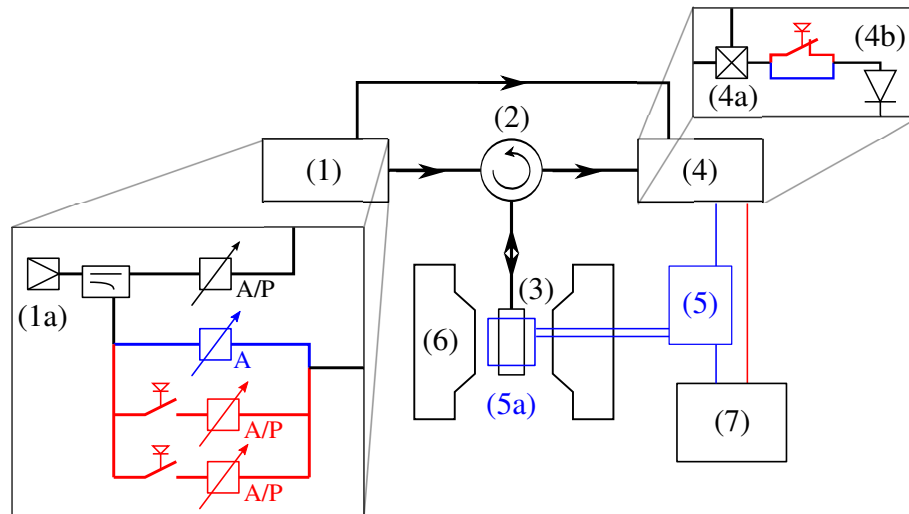 (4b)
(4a)
(2)
(1)
(4)
(1a)
A/P
(3)
(5)
(6)
A
(5a)
A/P
(7)
A/P